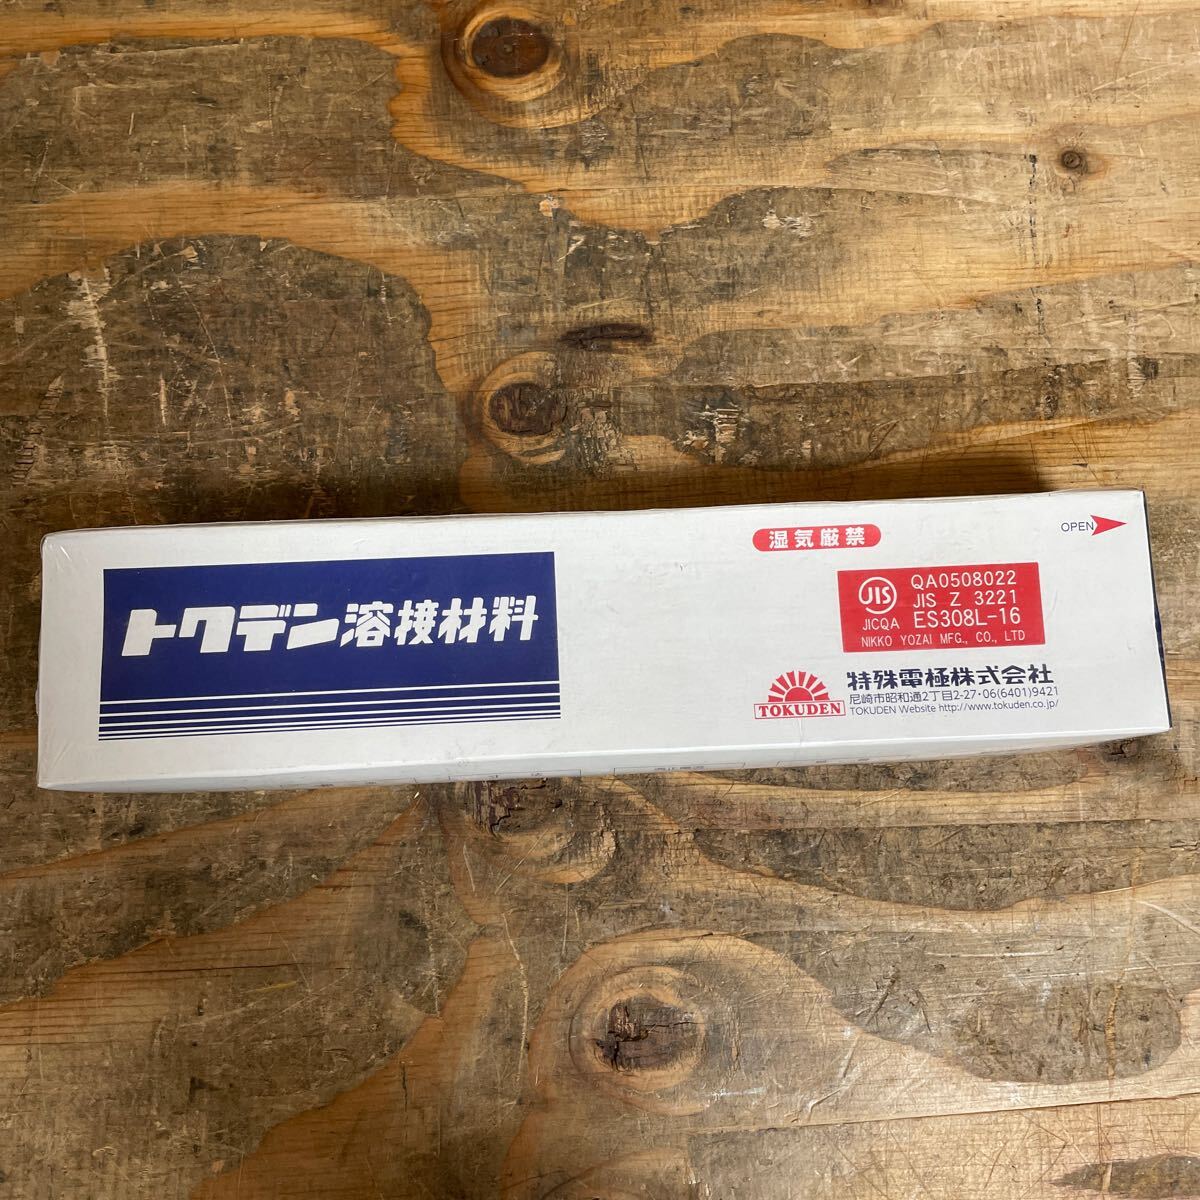 湿気厳禁
OPEN
トクデン溶接材料
JIS
QA0508022
JIS Z 3221
JICQA ES308L-16
NIKKO YOZAI MFG., CO., LTD
TOKUDEN
特殊電極株式会社
尼崎市昭和通2丁目2-27・06(6401)9421
TOKUDEN Website http://www.tokuden.co.jp/